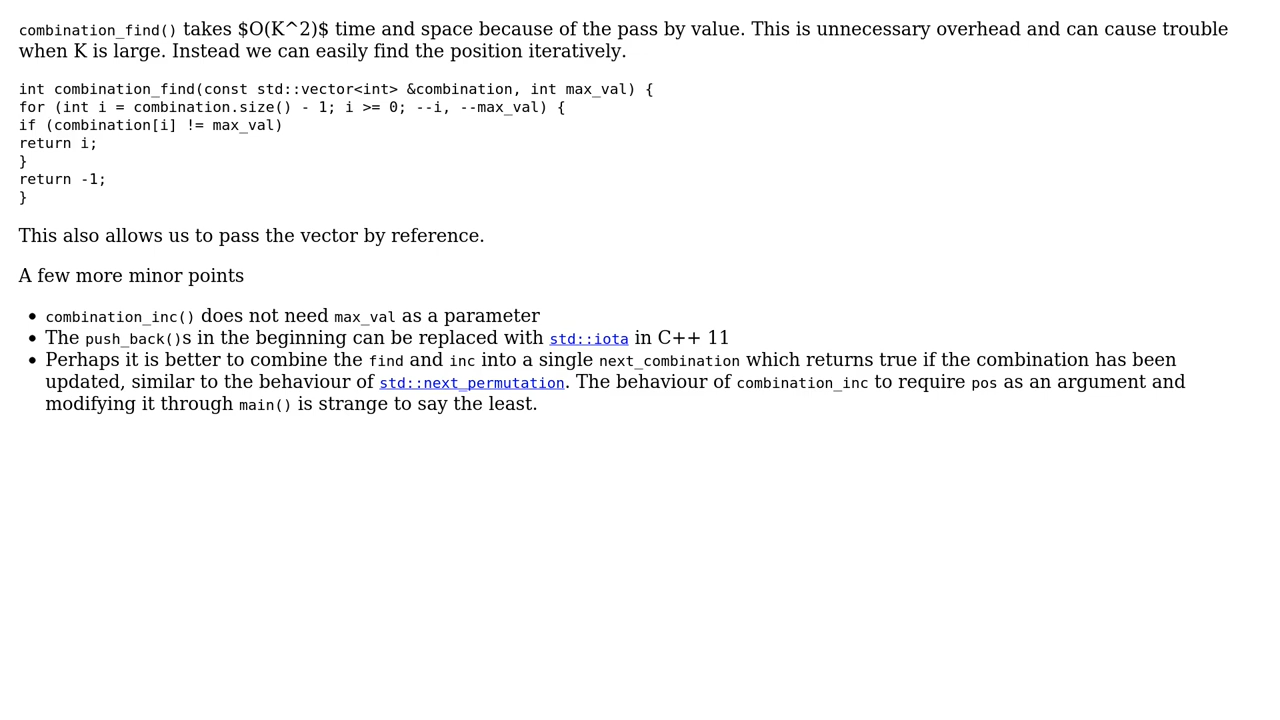 combination_find() takes $O(K^2)$ time and space because of the pass by value. This is unnecessary overhead and can cause trouble
when K is large. Instead we can easily find the position iteratively.
int combination_find(const std::vector<int> &combination, int max_val) {
for (int i = combination.size() - 1; i >= 0; --i, --max_val) {
if (combination[i] != max_val)
return i;
}
return -1;
}
This also allows us to pass the vector by reference.
A few more minor points
• combination_inc() does not need max_val as a parameter
• The push_back()s in the beginning can be replaced with std::iota in C++ 11
• Perhaps it is better to combine the find and inc into a single next_combination which returns true if the combination has been
updated, similar to the behaviour of std::next_permutation. The behaviour of combination_inc to require pos as an argument and
modifying it through main() is strange to say the least.